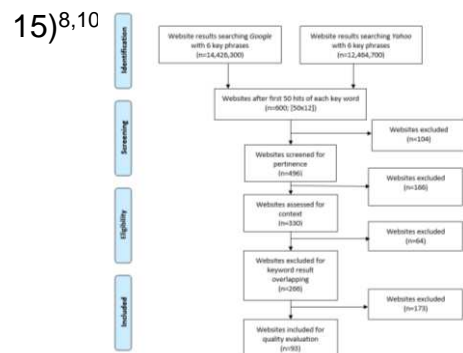 15)8,10
Identification
Website results searching Google
with 6 key phrases
(n=14,426,300)
Website results searching Yahoo
with 6 key phrases
(n=12,464,700)
Websites after first 50 hits of each key word
(n=600; [50x12])
Screening
Websites excluded
(n=104)
Websites screened for
pertinence
(n=496)
Websites excluded
(n=166)
Eligibility
Websites assessed for
context
(n=330)
Websites excluded
(n=64)
Websites excluded for
keyword result
overlapping
(n=266)
Included
Websites excluded
(n=173)
Websites included for
quality evaluation
(n=93)